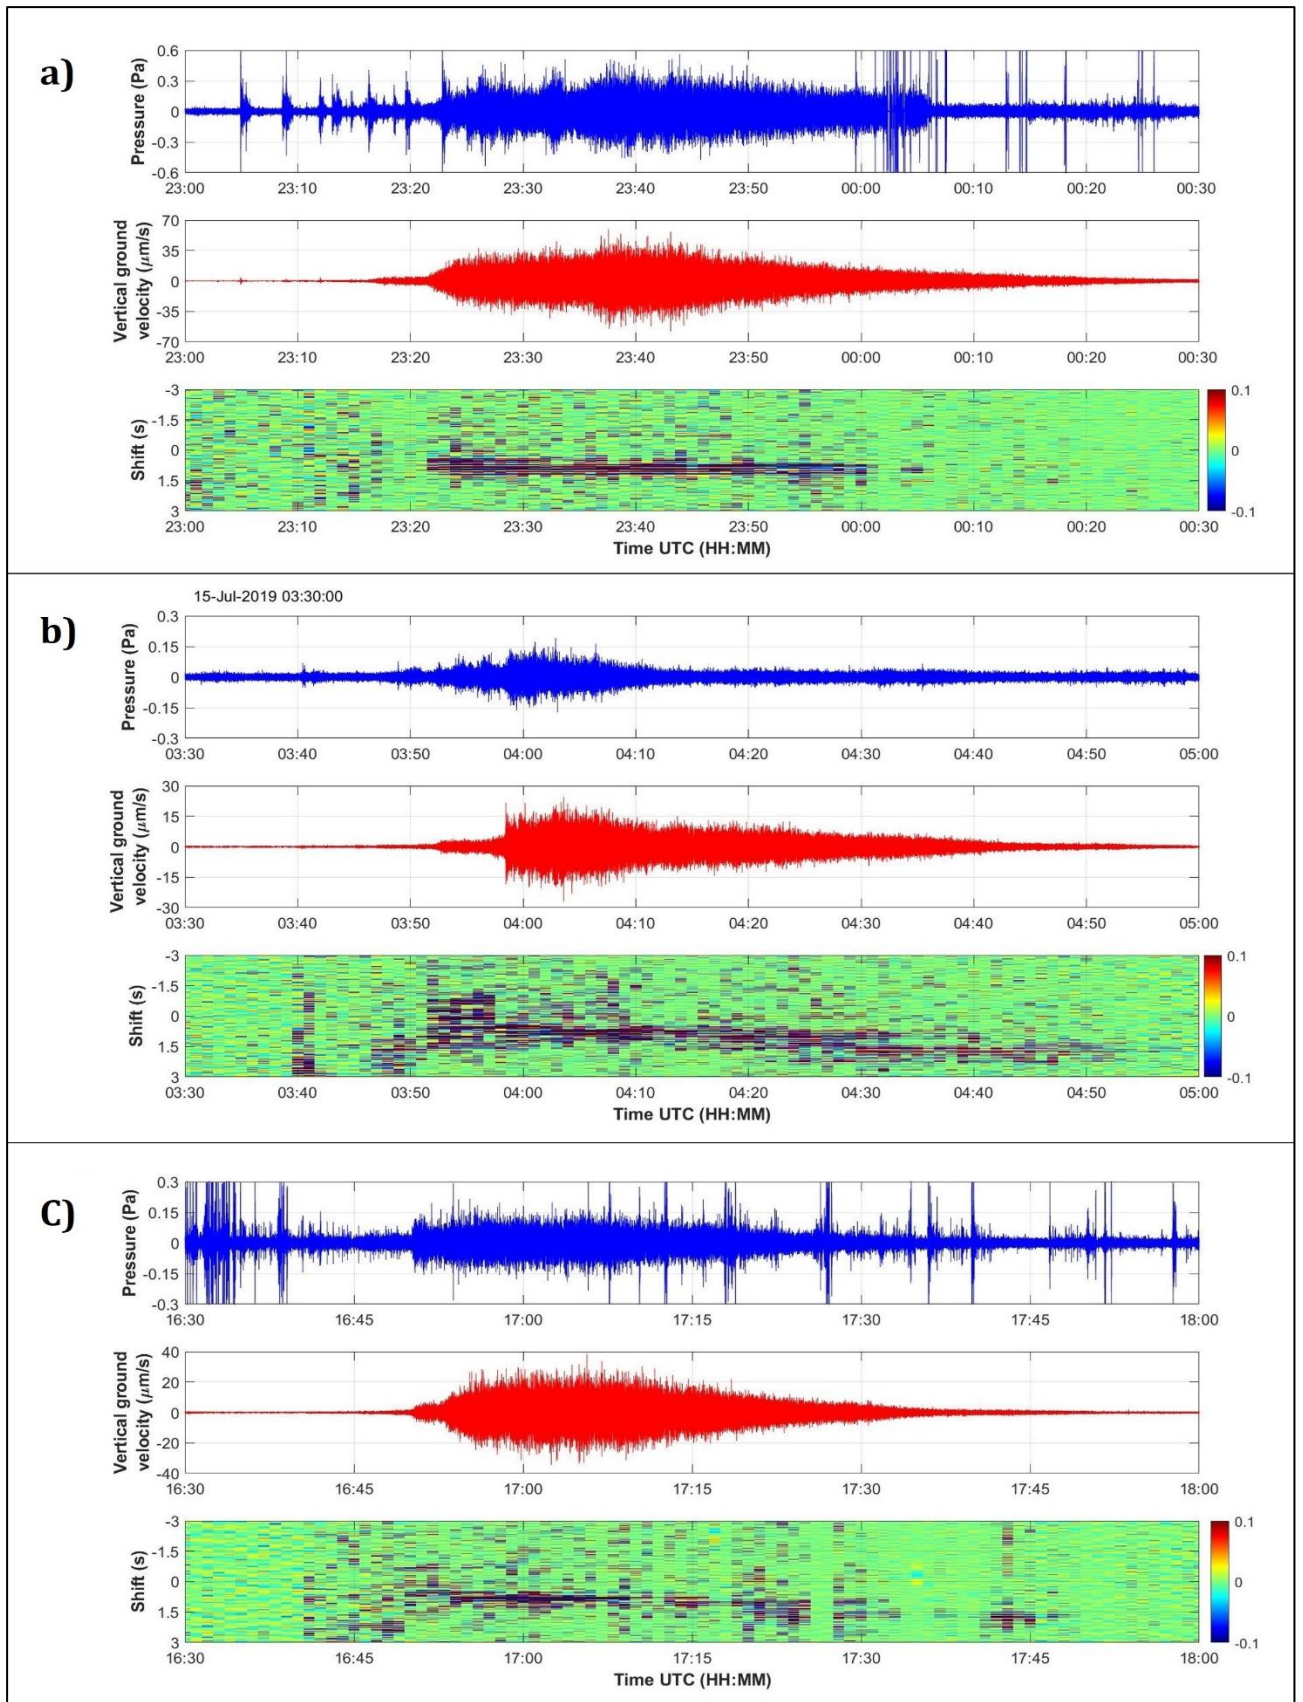 a)
Pressure (Pa)
0.6
0.3
0
-0.3
-0.6
23:00 23:10 23:20 23:30 23:40 23:50 00:00 00:10 00:20 00:30
Vertical ground
velocity (μm/s)
70
35
0
-35
-70
23:00 23:10 23:20 23:30 23:40 23:50 00:00 00:10 00:20 00:30
Shift (s)
-3
-1.5
0
1.5
3
0.1
0
-0.1
23:00 23:10 23:20 23:30 23:40 23:50 00:00 00:10 00:20 00:30
Time UTC (HH:MM)
15-Jul-2019 03:30:00
b)
Pressure (Pa)
0.3
0.15
0
-0.15
-0.3
03:30 03:40 03:50 04:00 04:10 04:20 04:30 04:40 04:50 05:00
Vertical ground
velocity (μm/s)
30
15
0
-15
-30
03:30 03:40 03:50 04:00 04:10 04:20 04:30 04:40 04:50 05:00
Shift (s)
-3
-1.5
0
1.5
3
0.1
0
-0.1
03:30 03:40 03:50 04:00 04:10 04:20 04:30 04:40 04:50 05:00
Time UTC (HH:MM)
C)
Pressure (Pa)
0.3
0.15
0
-0.15
-0.3
16:30 16:45 17:00 17:15 17:30 17:45 18:00
Vertical ground
velocity (μm/s)
40
20
0
-20
-40
16:30 16:45 17:00 17:15 17:30 17:45 18:00
Shift (s)
-3
-1.5
0
1.5
3
0.1
0
-0.1
16:30 16:45 17:00 17:15 17:30 17:45 18:00
Time UTC (HH:MM)